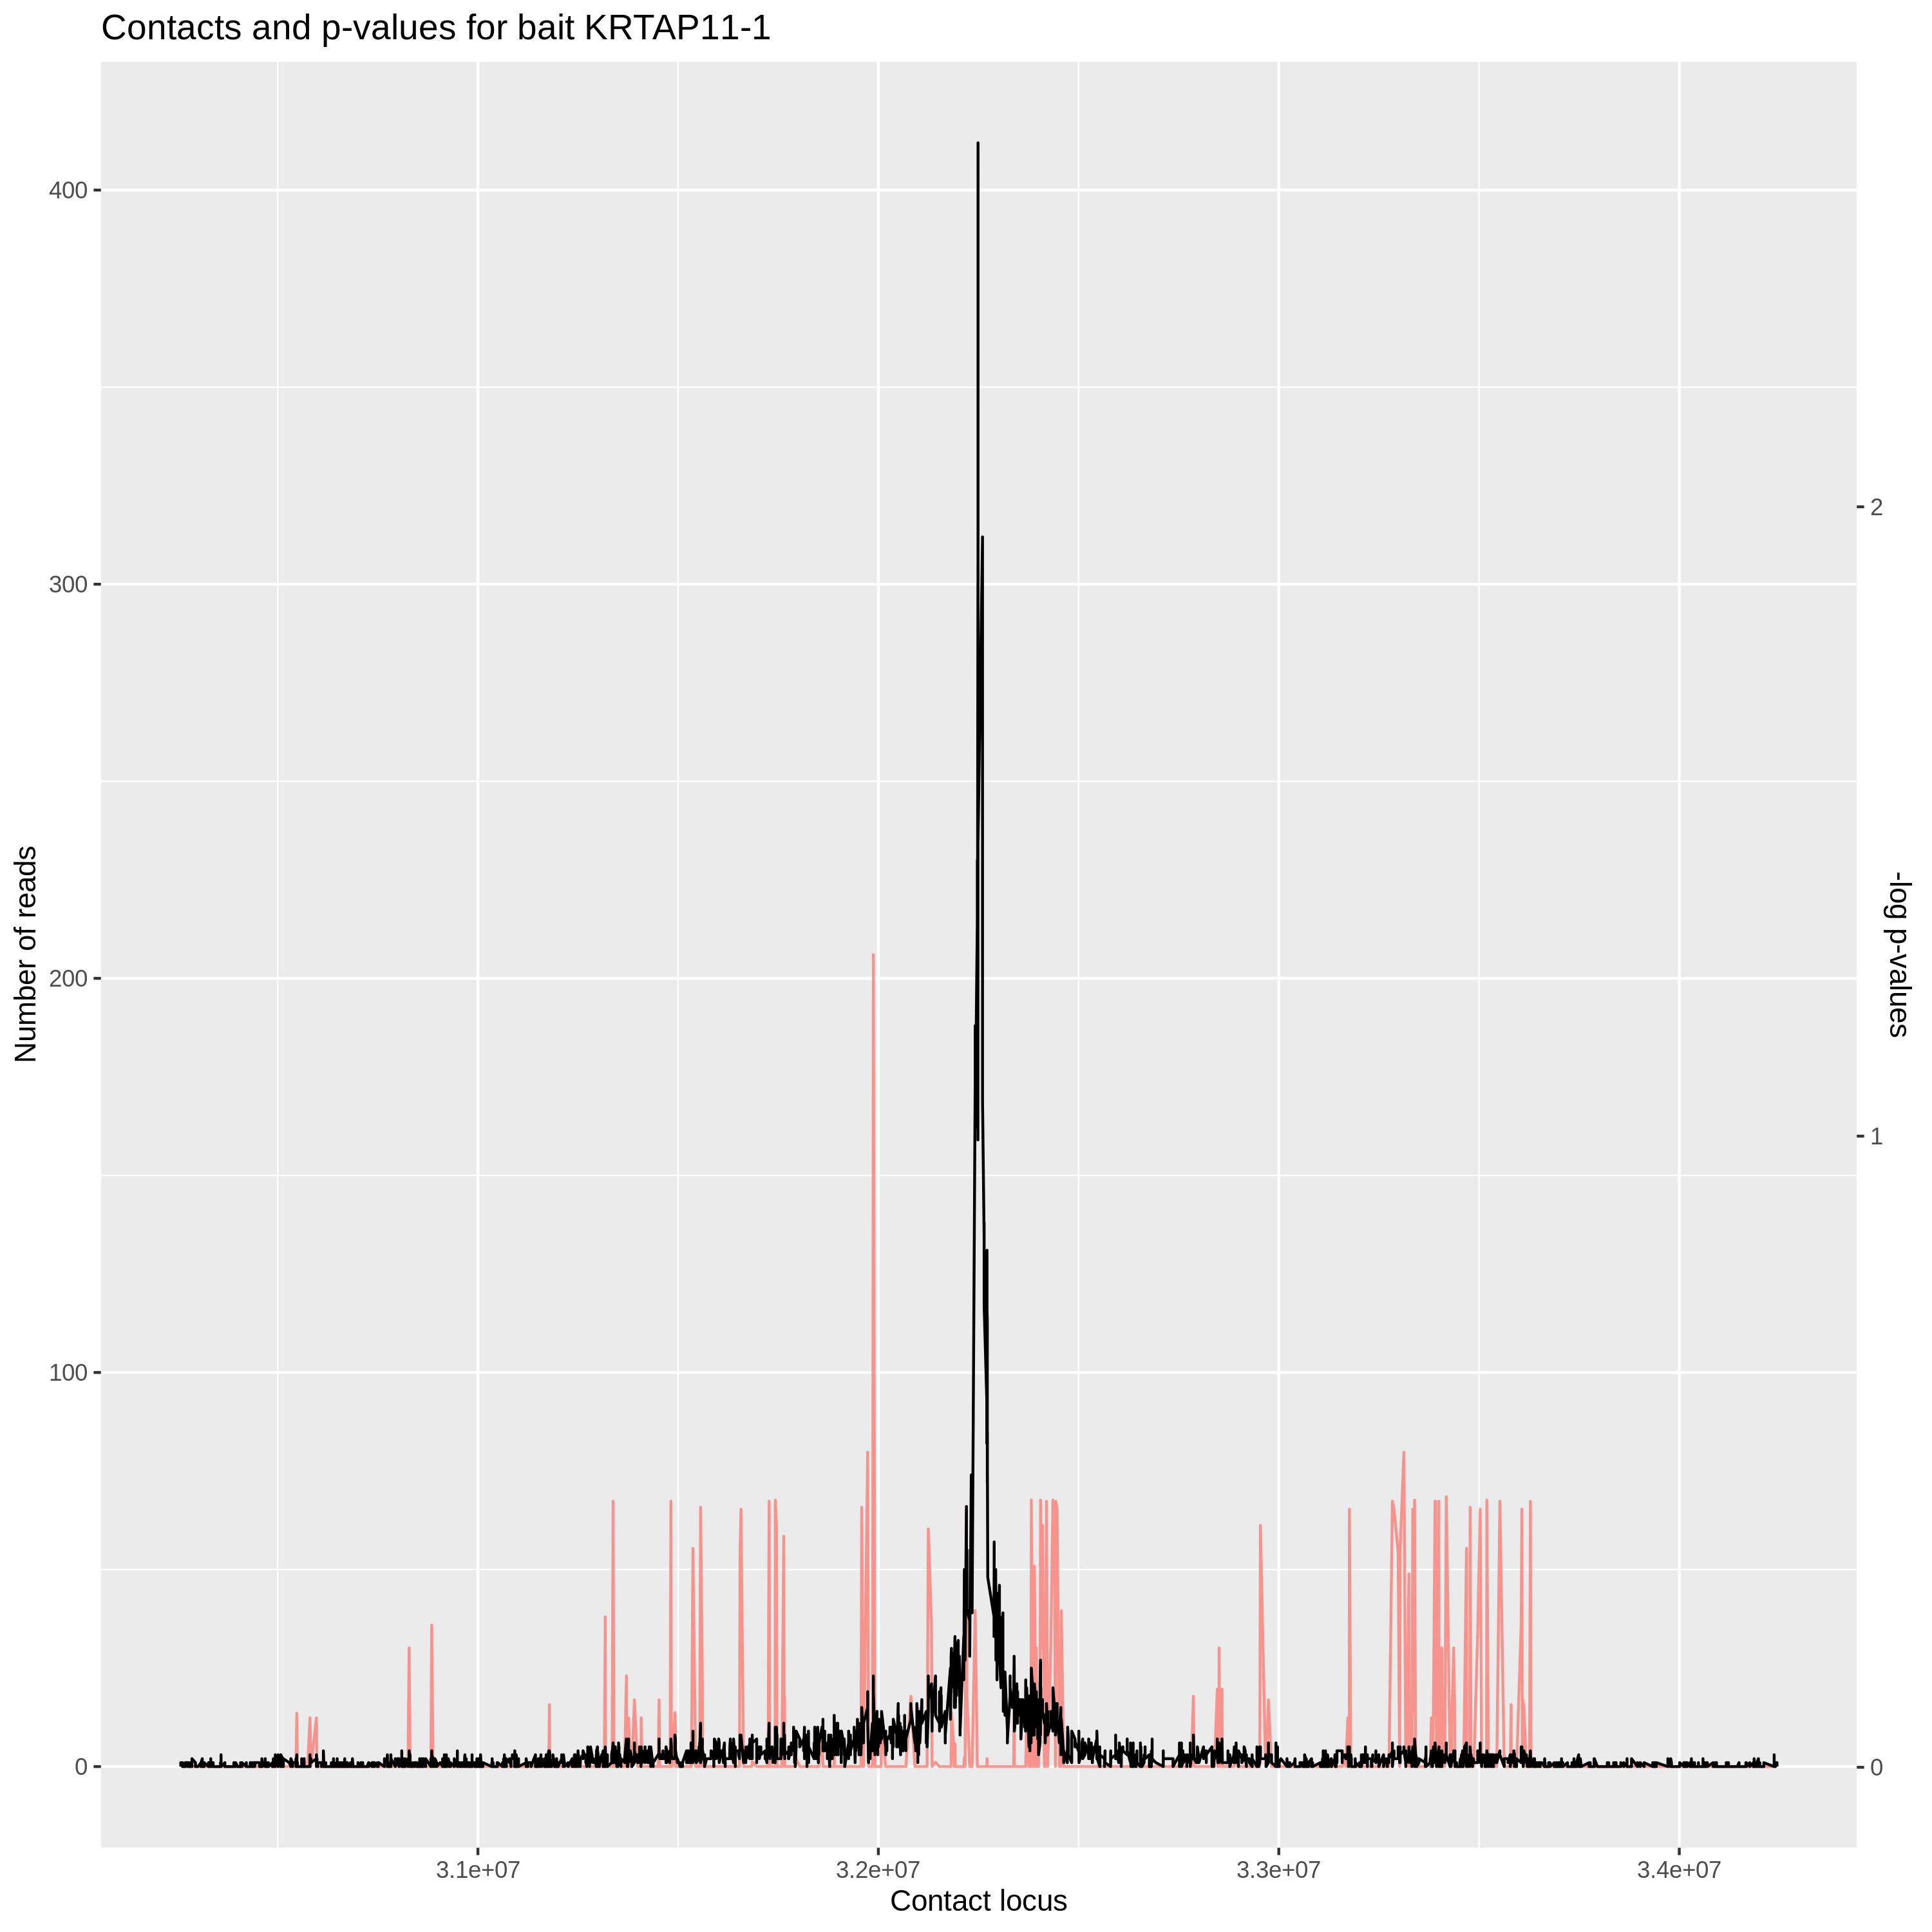 Contacts and p-values for bait KRTAP11-1
400
300
200
100
0
Number of reads
2
1
0
-log p-values
3.1e+07
3.2e+07
3.3e+07
3.4e+07
Contact locus